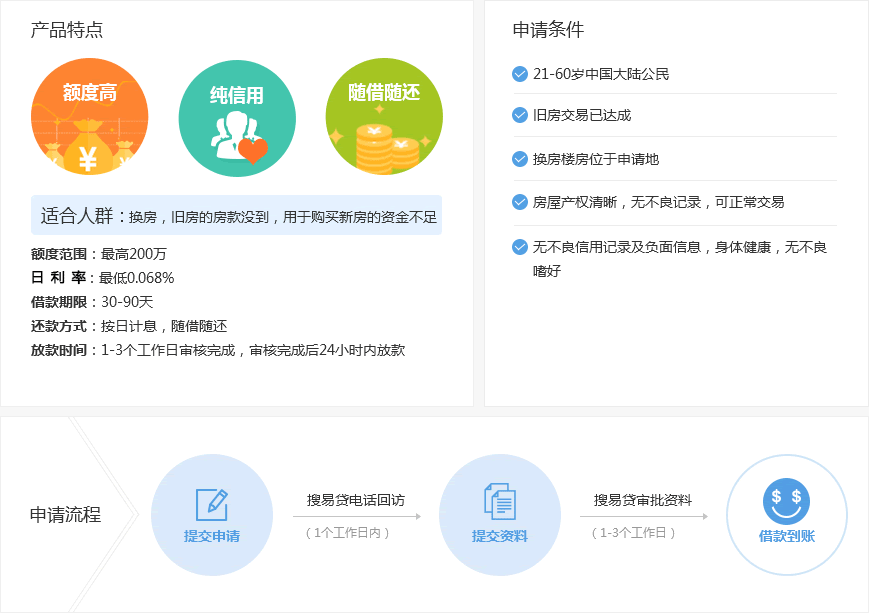 产品特点
额度高
纯信用
随借随还
¥
适合人群：换房，旧房的房款没到，用于购买新房的资金不足
额度范围：最高200万
日 利 率：最低0.068%
借款期限：30-90天
还款方式：按日计息，随借随还
放款时间：1-3个工作日审核完成，审核完成后24小时内放款
申请条件
21-60岁中国大陆公民
旧房交易已达成
换房楼房位于申请地
房屋产权清晰，无不良记录，可正常交易
无不良信用记录及负面信息，身体健康，无不良
嗜好
申请流程
提交申请
搜易贷电话回访
（1个工作日内）
提交资料
搜易贷审批资料
（1-3个工作日）
$ $
借款到账